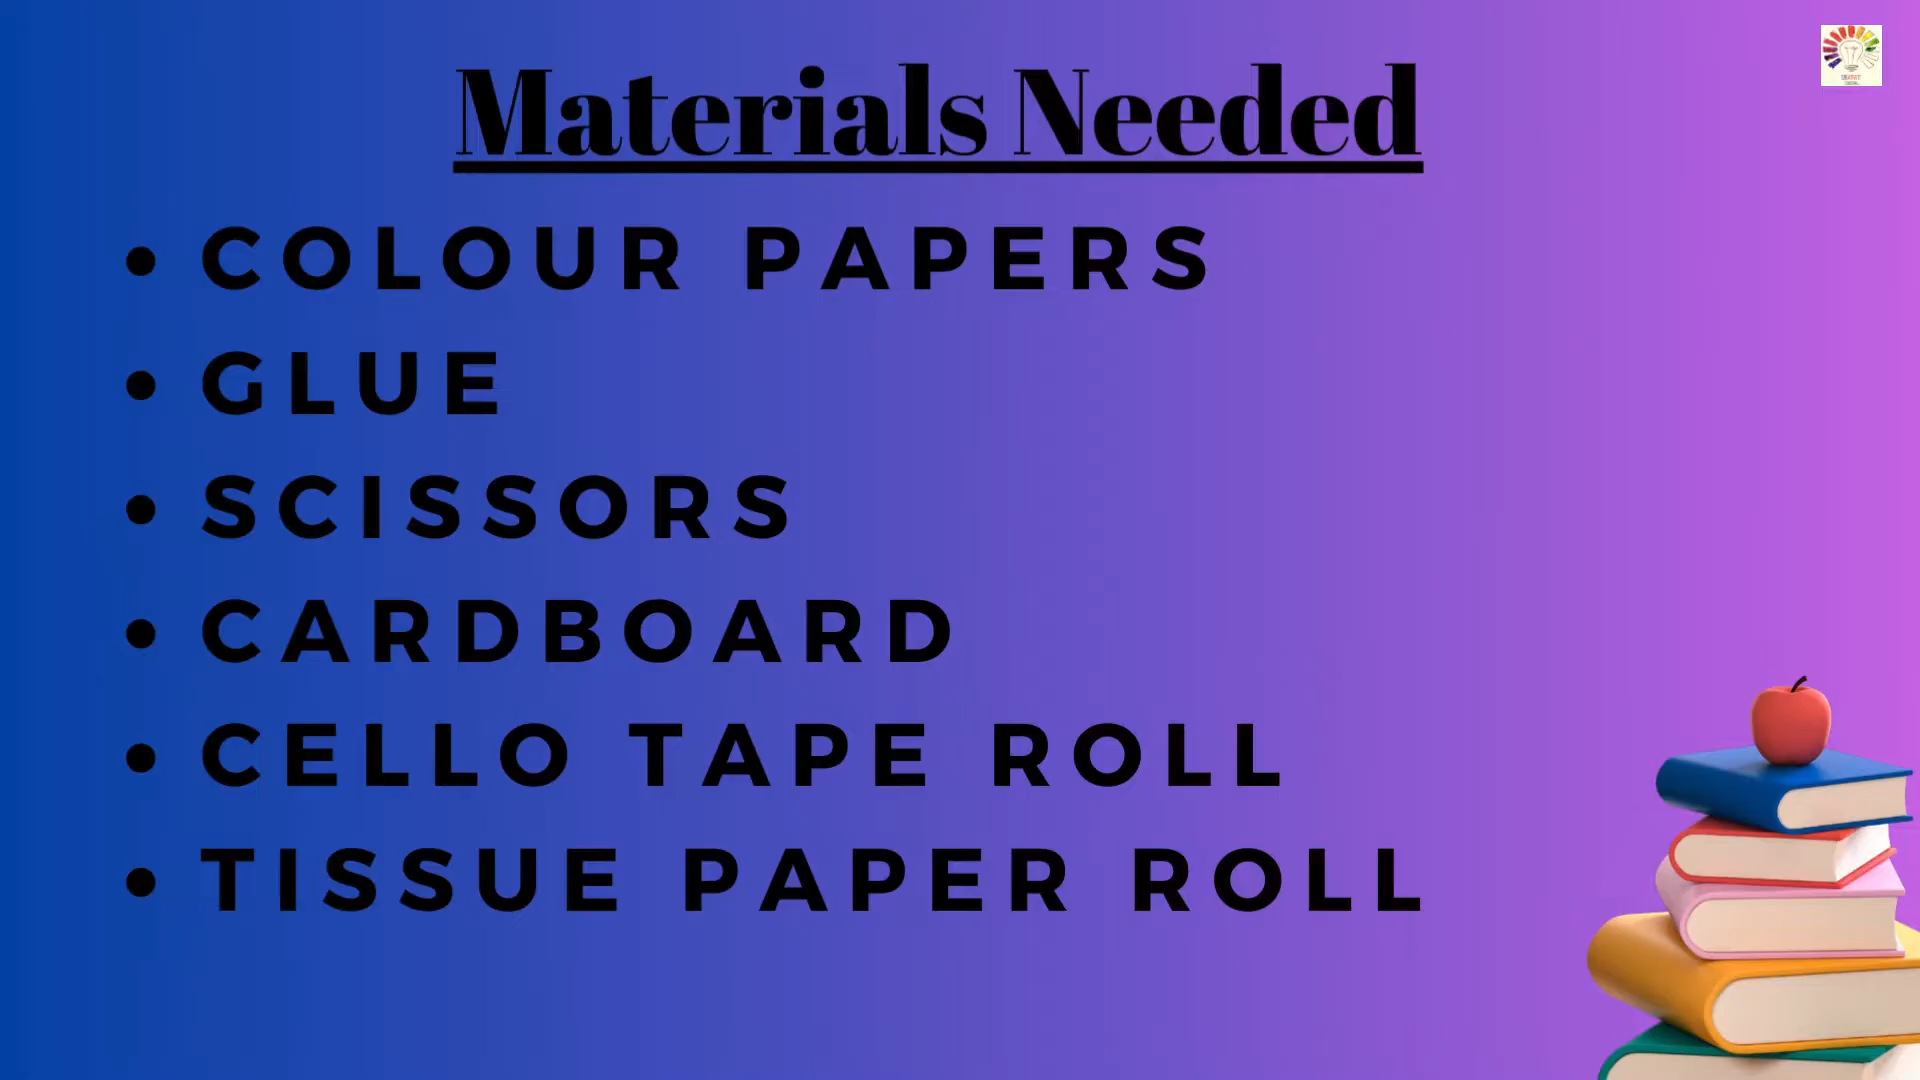 Materials Needed
COLOUR PAPERS
GLUE
SCISSORS
CARDBOARD
CELLO TAPE ROLL
TISSUE PAPER ROLL